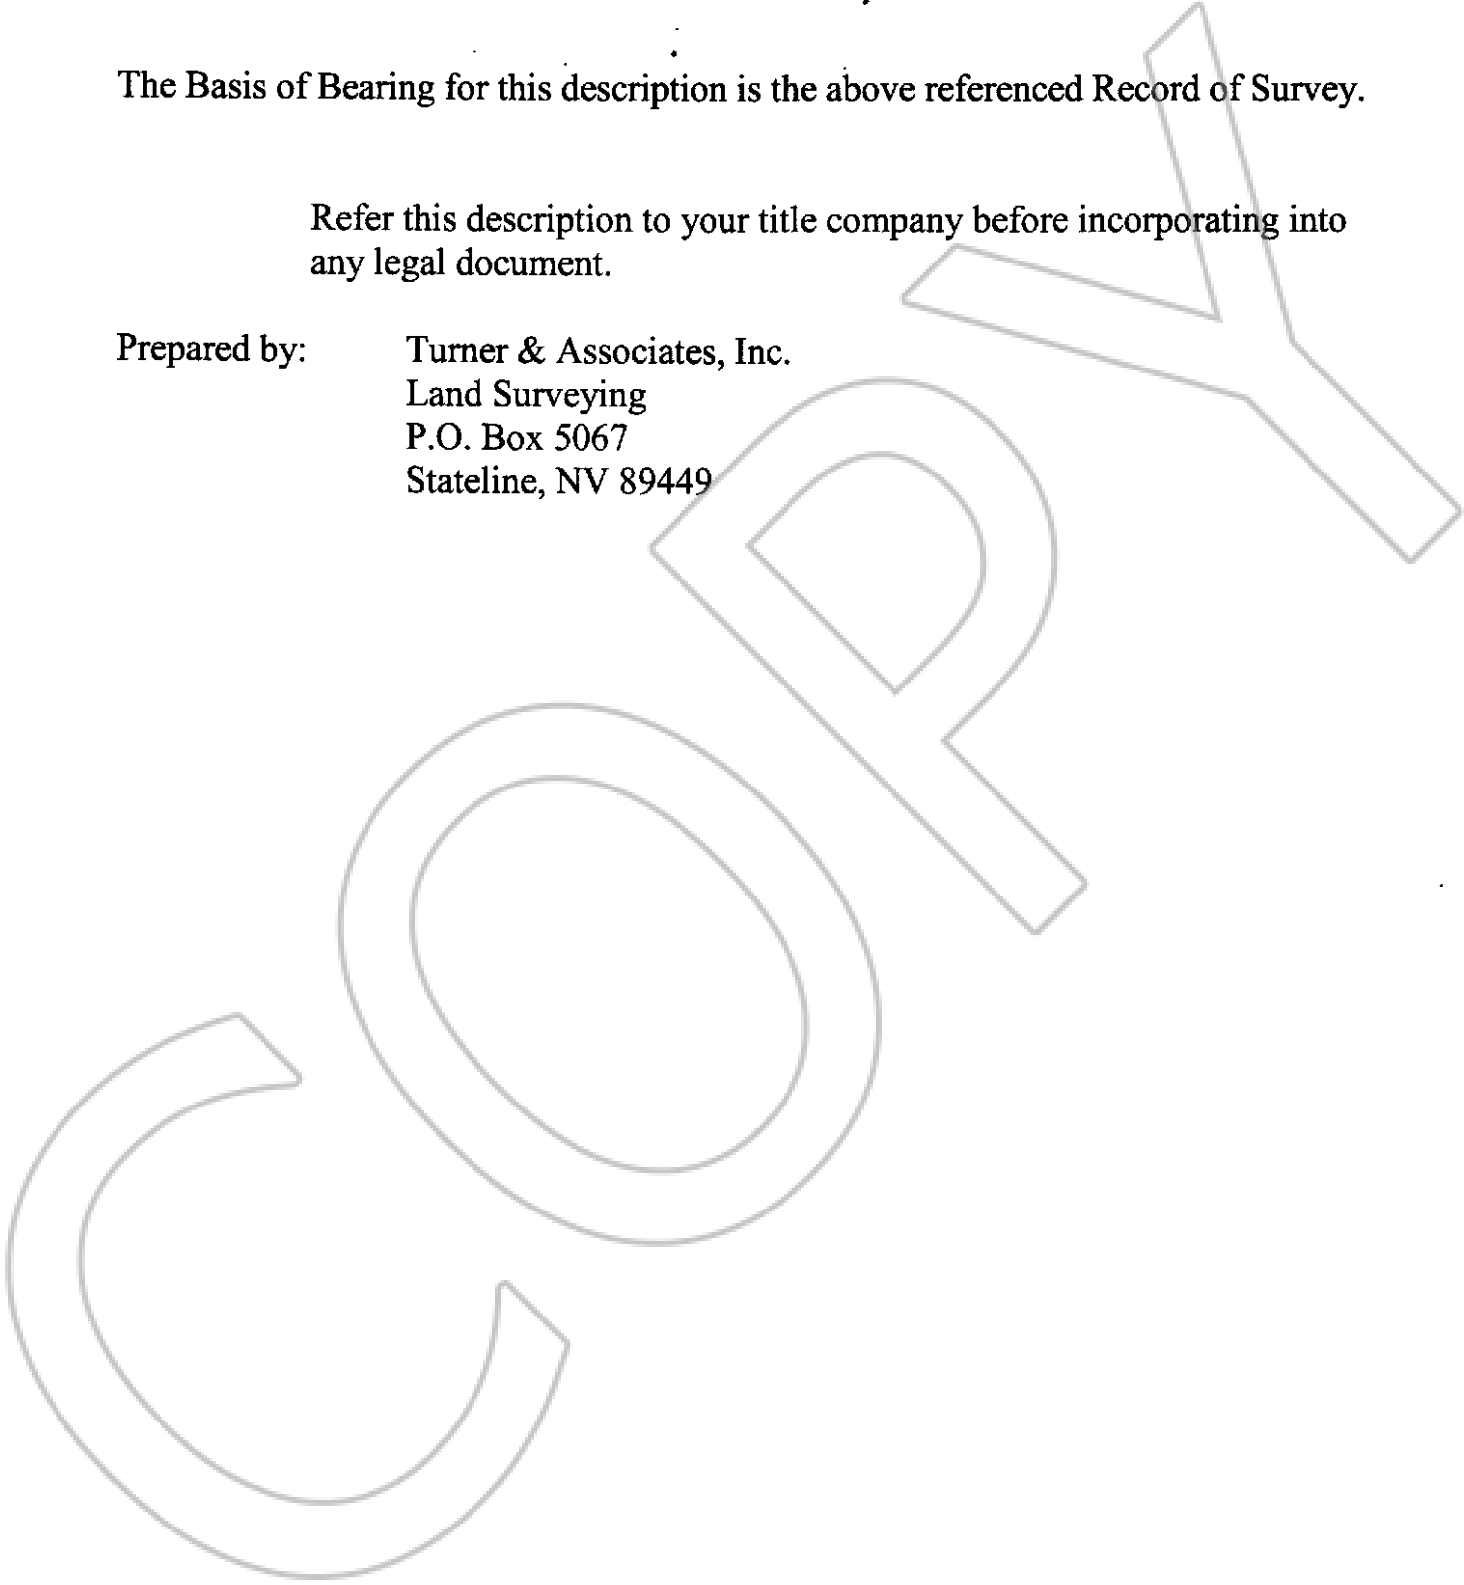 The Basis of Bearing for this description is the above referenced Record of Survey.
Refer this description to your title company before incorporating into
any legal document.
Prepared by:
Turner & Associates, Inc.
Land Surveying
P.O. Box 5067
Stateline, NV 89449
COPY